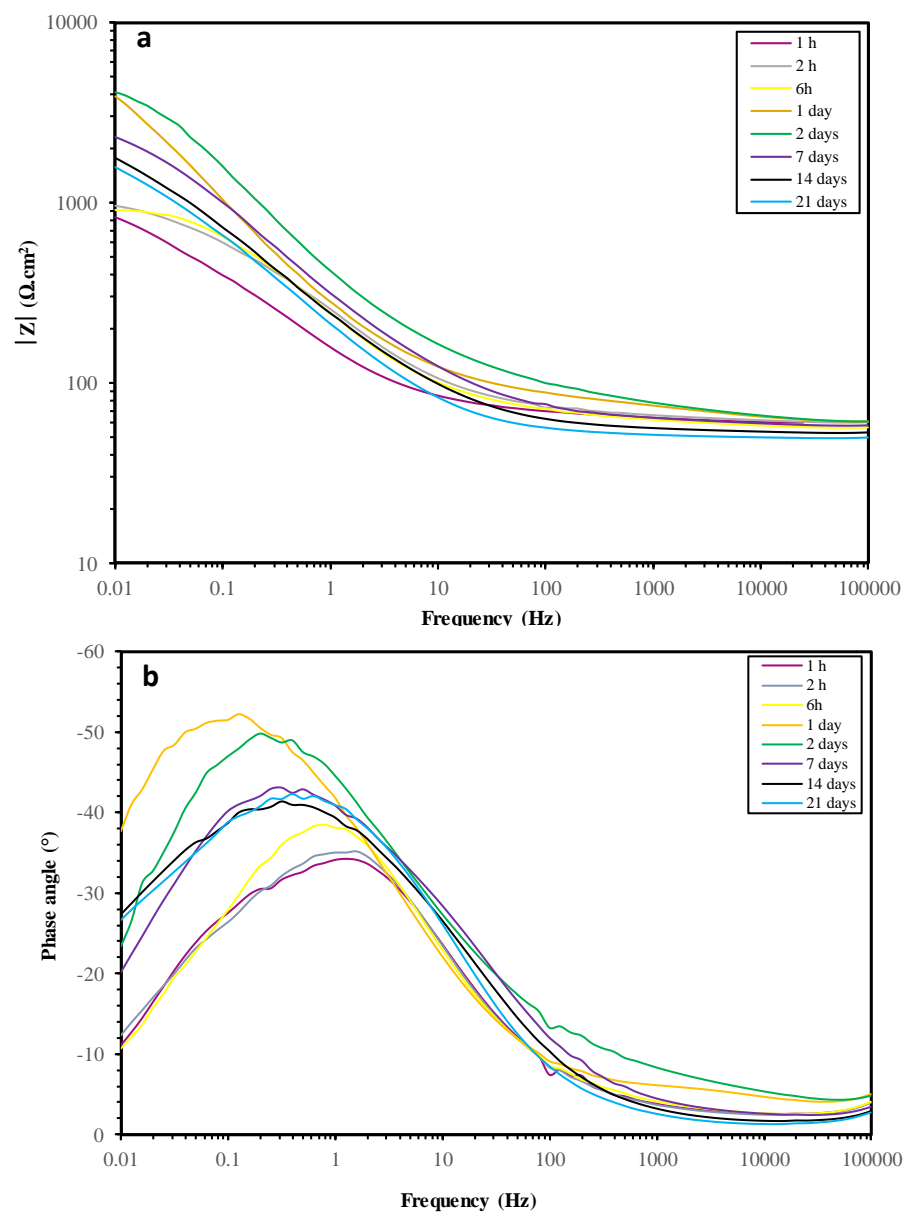 a
10000
1000
100
10
|Z| (Ω.cm²)
0.01 0.1 1 10 100 1000 10000 100000
Frequency (Hz)
1 h
2 h
6h
1 day
2 days
7 days
14 days
21 days
b
-60
-50
-40
-30
-20
-10
0
Phase angle (°)
0.01 0.1 1 10 100 1000 10000 100000
Frequency (Hz)
1 h
2 h
6h
1 day
2 days
7 days
14 days
21 days